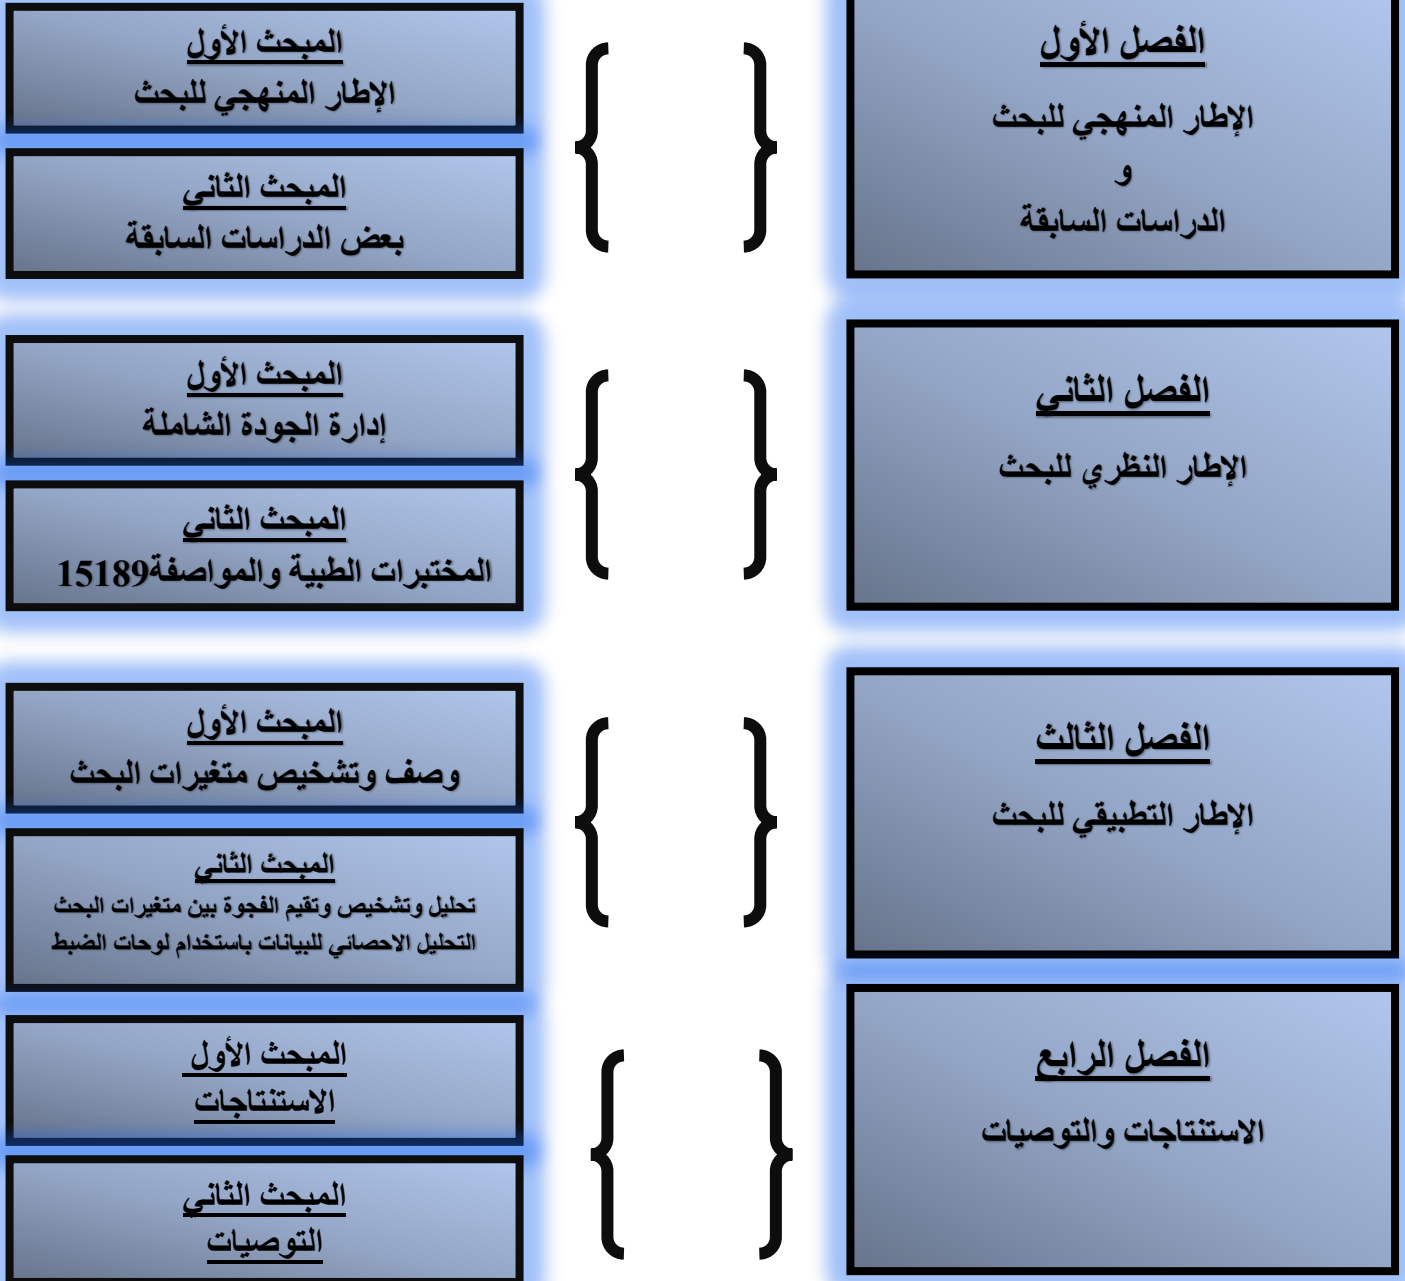 الفصل الأول
الإطار المنهجي للبحث
و
الدراسات السابقة
المبحث الأول
الإطار المنهجي للبحث
المبحث الثاني
بعض الدراسات السابقة
الفصل الثاني
الإطار النظري للبحث
المبحث الأول
إدارة الجودة الشاملة
المبحث الثاني
المختبرات الطبية والمواصفة15189
الفصل الثالث
الإطار التطبيقي للبحث
المبحث الأول
وصف وتشخيص متغيرات البحث
المبحث الثاني
تحليل وتشخيص وتقيم الفجوة بين متغيرات البحث
التحليل الاحصائي للبيانات باستخدام لوحات الضبط
الفصل الرابع
الاستنتاجات والتوصيات
المبحث الأول
الاستنتاجات
المبحث الثاني
التوصيات